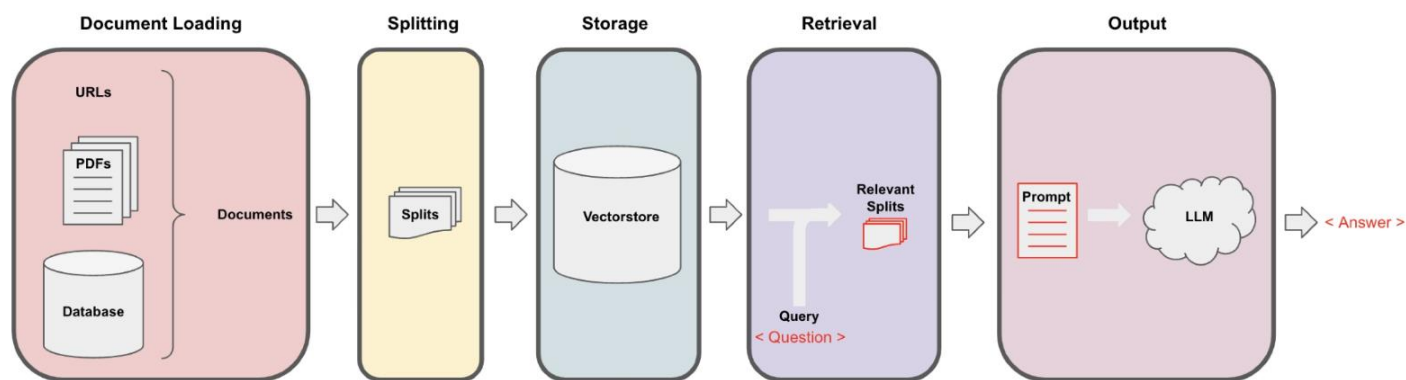 Document Loading
Splitting
Storage
Retrieval
Output
URLs
PDFs
Documents
Database
Splits
Vectorstore
Relevant
Splits
Query
< Question >
Prompt
LLM
< Answer >